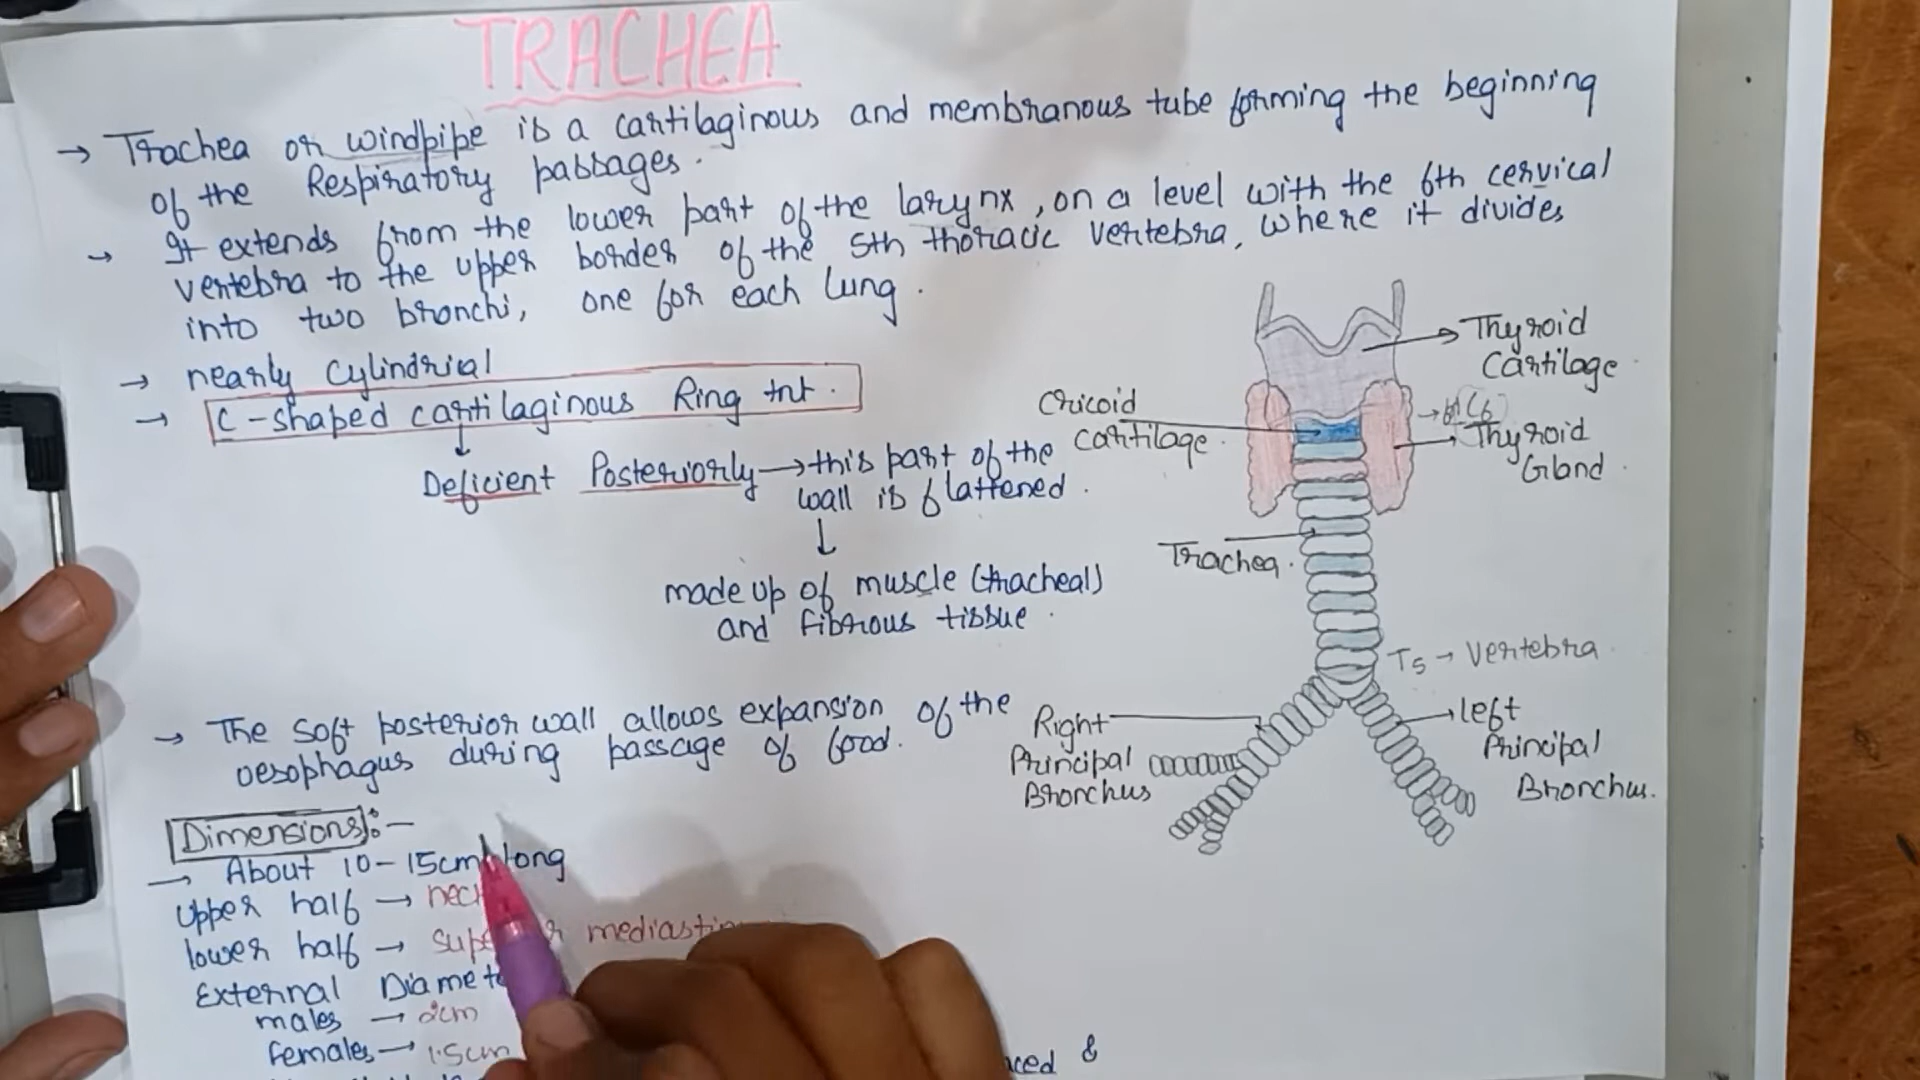 TRACHEA
→ Trachea or windpipe is a cartilaginous and membranous tube forming the beginning
of the Respiratory passages.
→ It extends from the lower part of the larynx, on a level with the 6th cervical
vertebra to the upper border of the 5th thoracic vertebra, where it divides
into two bronchi, one for each lung.
→ nearly cylindrical
→ C-shaped cartilaginous Ring tnt.
↓
Deficient Posteriorly → this part of the
wall is flattened.
↓
made up of muscle (tracheal)
and fibrous tissue.
→ The soft posterior wall allows expansion of the
oesophagus during passage of food.
Dimensions:-
→ About 10-15cm long
Upper half → neck
lower half → mediasti
External Diamet
males → 2cm
females → 1.5cm
&
Thyroid
Cartilage.
Cricoid
Cartilage.
→ C6
Thyroid
Gland.
Trachea.
T5 → Vertebra.
Right
Principal
Bronchus
left
Principal
Bronchus.